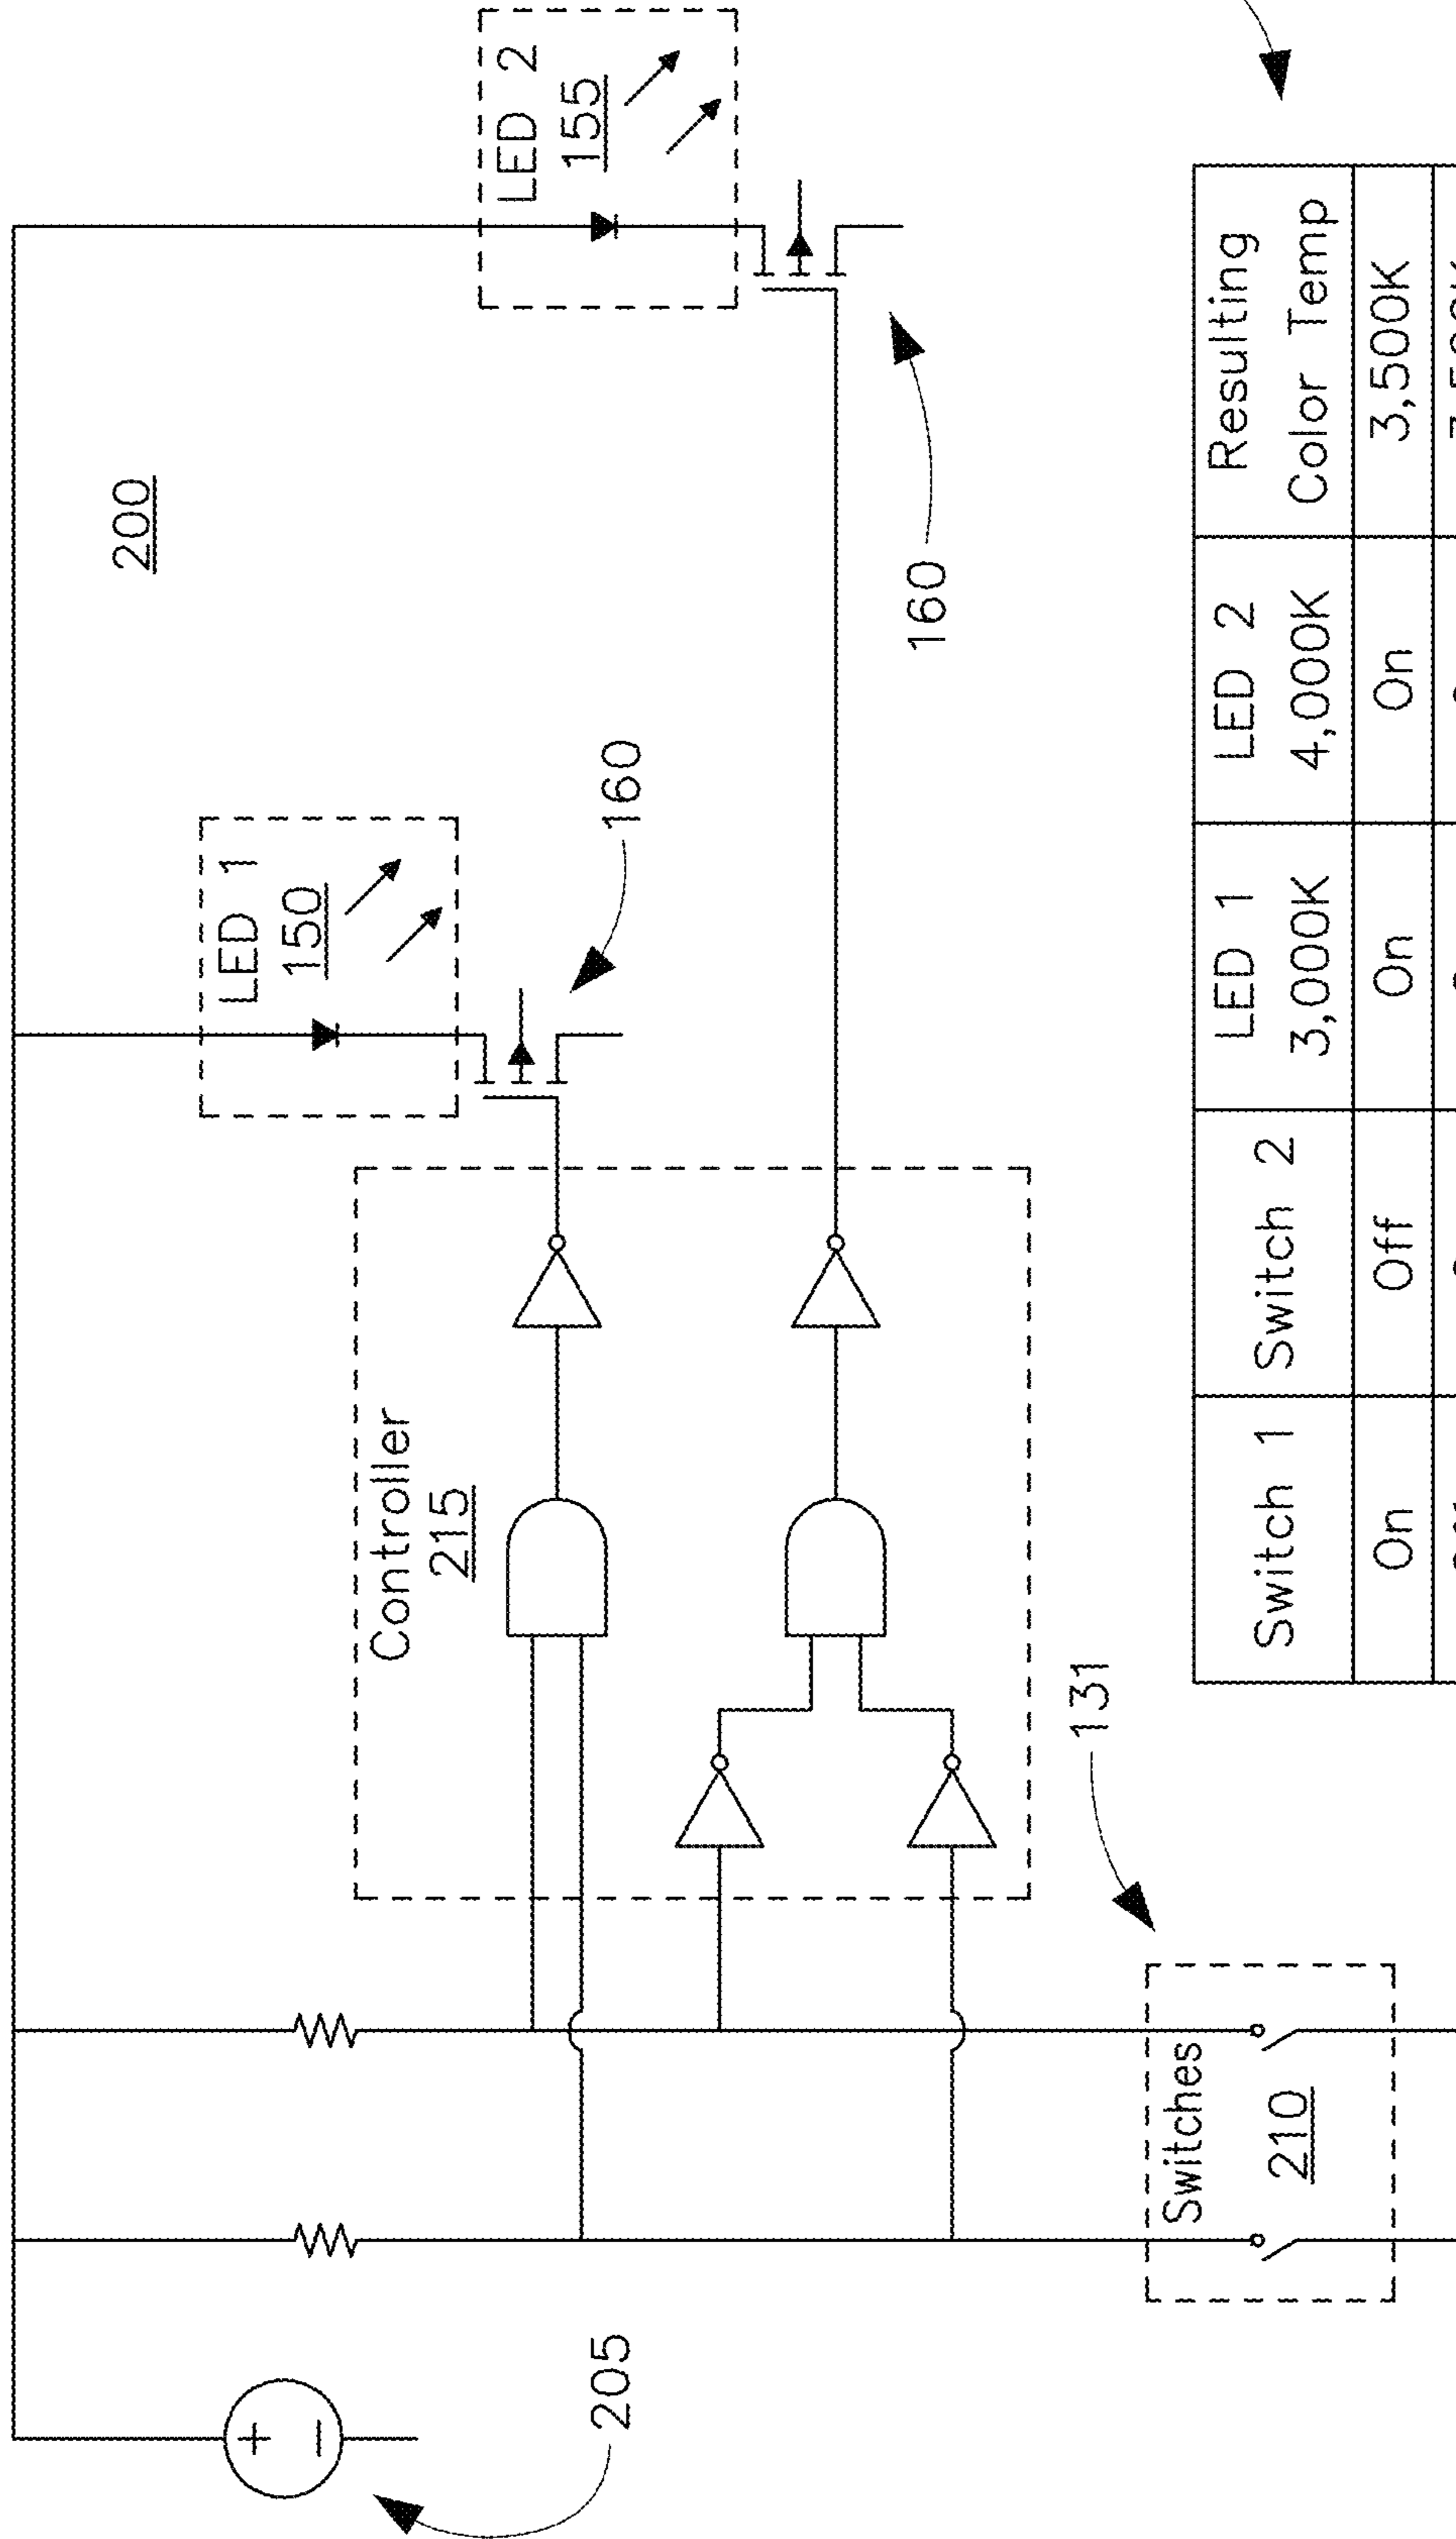 200
LED 1
150
LED 2
155
160
160
Controller
215
205
Switches
210
131
Switch 1
Switch 2
LED 1
3,000K
LED 2
4,000K
Resulting
Color Temp
On
Off
On
On
3,500K